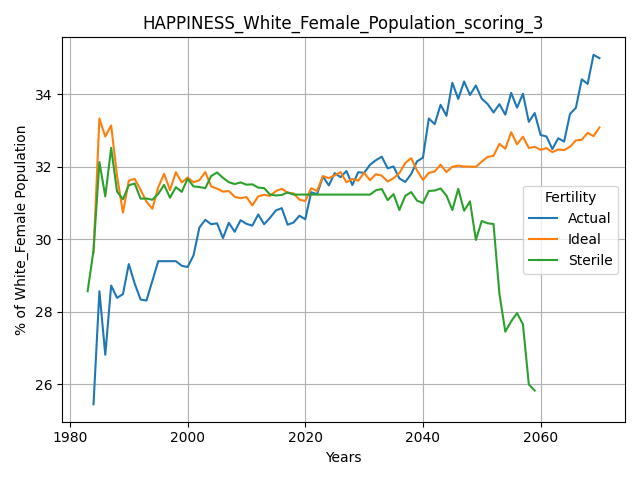 HAPPINESS_White_Female_Population_scoring_3
% of White_Female Population
34
32
30
28
26
Fertility
Actual
Ideal
Sterile
1980
2000
2020
2040
2060
Years